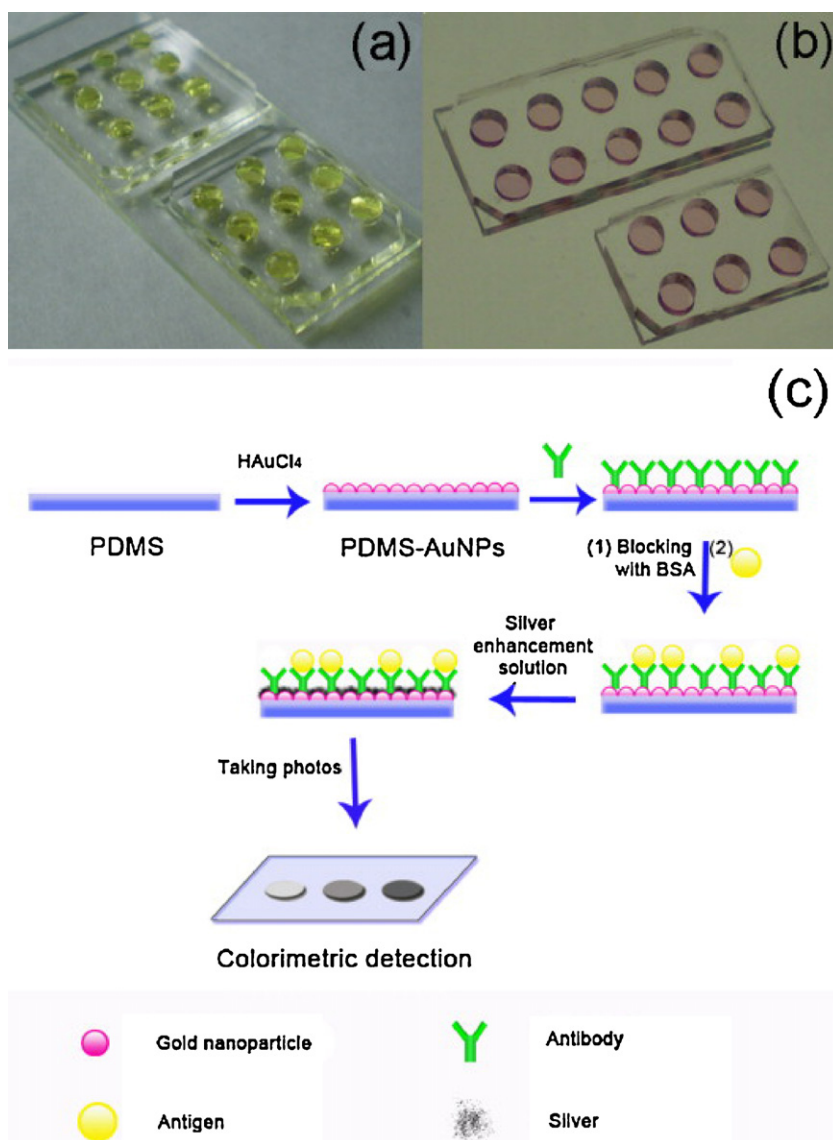 (a)
(b)
(c)
HAuCl4
PDMS
PDMS-AuNPs
(1) Blocking
with BSA
(2)
Silver
enhancement
solution
Taking photos
Colorimetric detection
Gold nanoparticle
Antibody
Antigen
Silver